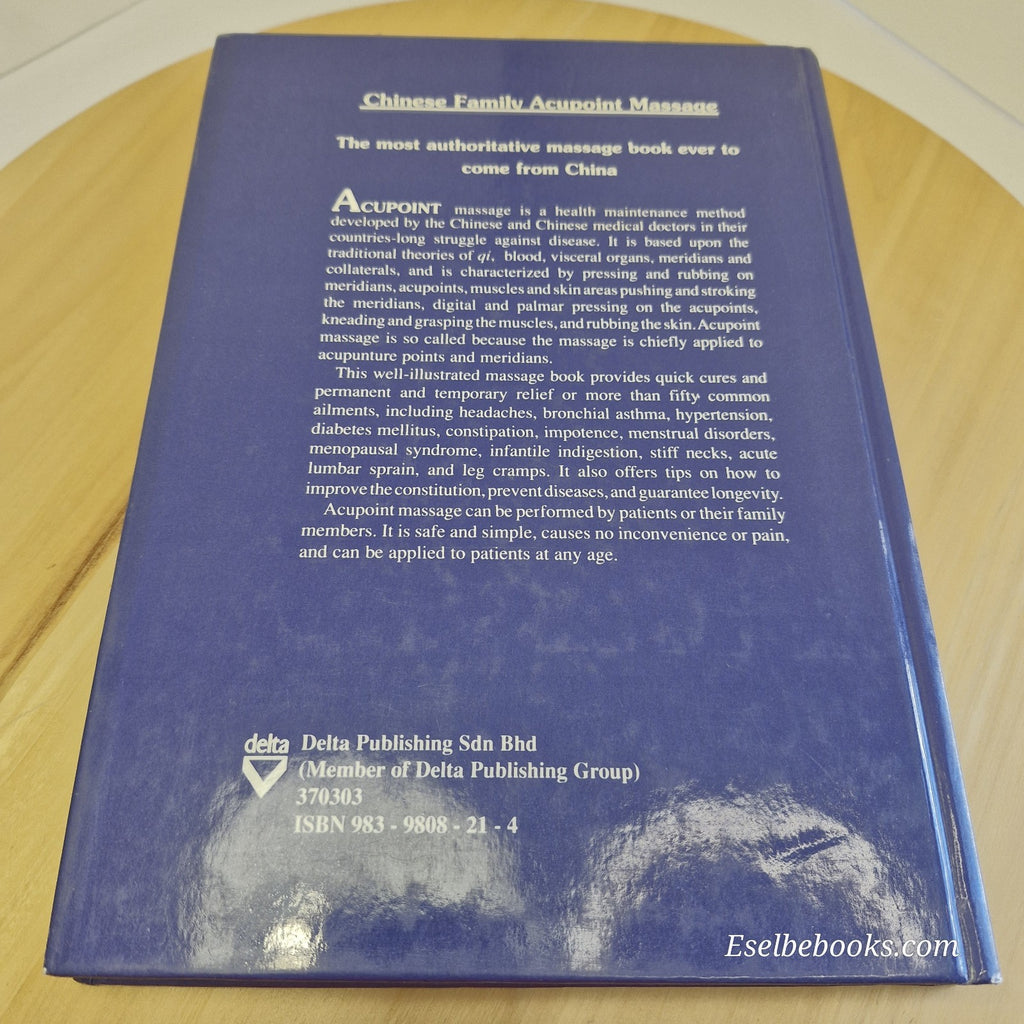 Chinese Family Acupoint Massage
The most authoritative massage book ever to
come from China
ACUPOINT massage is a health maintenance method
developed by the Chinese and Chinese medical doctors in their
countries-long struggle against disease. It is based upon the
traditional theories of qi, blood, visceral organs, meridians and
collaterals, and is characterized by pressing and rubbing on
meridians, acupoints, muscles and skin areas pushing and stroking
the meridians, digital and palmar pressing on the acupoints,
kneading and grasping the muscles, and rubbing the skin. Acupoint
massage is so called because the massage is chiefly applied to
acupunture points and meridians.
This well-illustrated massage book provides quick cures and
permanent and temporary relief or more than fifty common
ailments, including headaches, bronchial asthma, hypertension,
diabetes mellitus, constipation, impotence, menstrual disorders,
menopausal syndrome, infantile indigestion, stiff necks, acute
lumbar sprain, and leg cramps. It also offers tips on how to
improve the constitution, prevent diseases, and guarantee longevity.
Acupoint massage can be performed by patients or their family
members. It is safe and simple, causes no inconvenience or pain,
and can be applied to patients at any age.
delta
Delta Publishing Sdn Bhd
(Member of Delta Publishing Group)
370303
ISBN 983 - 9808 - 21 - 4
Eselbebooks.com